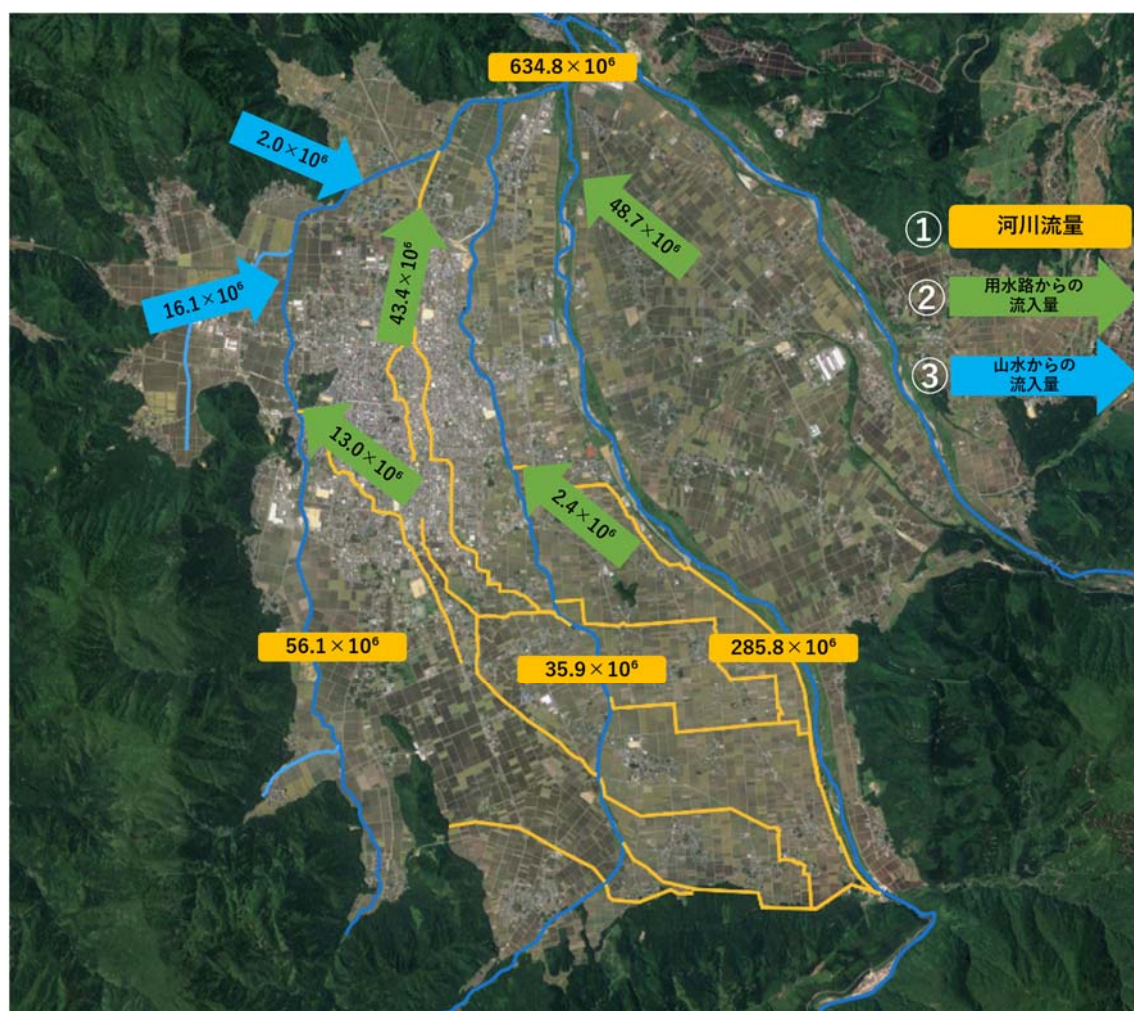 634.8×10⁶
2.0×10⁶
48.7×10⁶
① 河川流量
16.1×10⁶
43.4×10⁶
② 用水路からの
流入量
③ 山水からの
流入量
13.0×10⁶
2.4×10⁶
56.1×10⁶
35.9×10⁶
285.8×10⁶